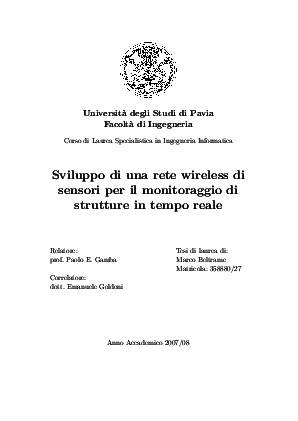 Università degli Studi di Pavia
Facoltà di Ingegneria
Corso di Laurea Specialistica in Ingegneria Informatica
Sviluppo di una rete wireless di
sensori per il monitoraggio di
strutture in tempo reale
Relatore:
prof. Paolo E. Gamba
Correlatore:
dott. Emanuele Goldoni
Tesi di laurea di:
Marco Beltrame
Matricola: 358880/27
Anno Accademico 2007/08